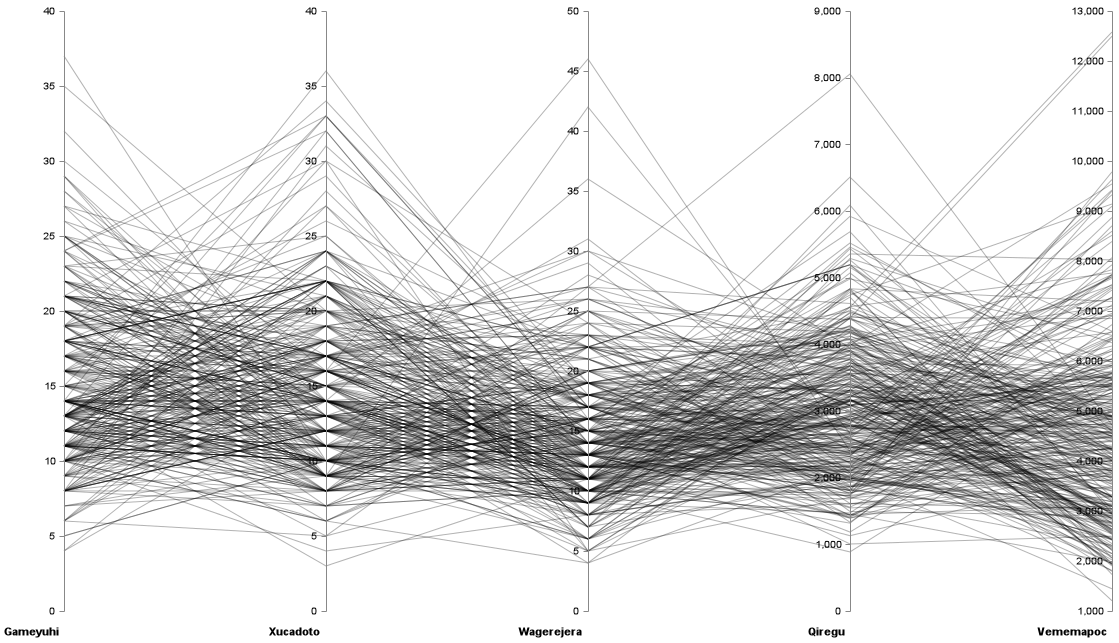 40 40 50 9,000 13,000
45 8,000 12,000
35 35 40 7,000 11,000
30 30 35 6,000 10,000
25 25 30 5,000 9,000
20 20 25 4,000 8,000
15 15 20 3,000 7,000
10 10 15 2,000 6,000
5 5 10 1,000 5,000
0 0 5 0 4,000
0 3,000
2,000
1,000
Gameyuhi Xucadoto Wagerejera Qiregu Vememapoc